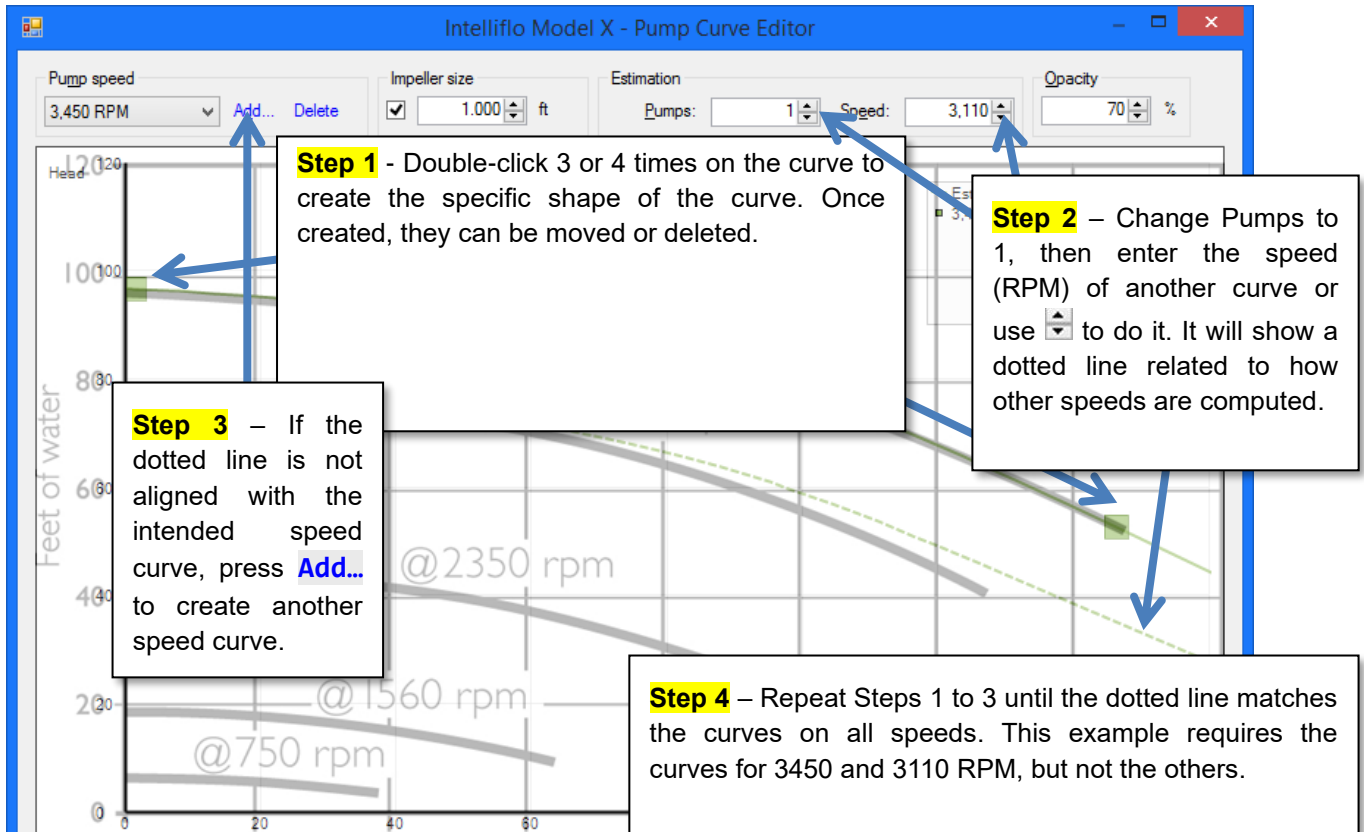 Intelliflo Model X - Pump Curve Editor
Pump speed
Impeller size
Estimation
Opacity
3,450 RPM
Add...
Delete
1.000
ft
Pumps:
1
Speed:
3,110
70
%
Head
120
120
Step 1 - Double-click 3 or 4 times on the curve to
create the specific shape of the curve. Once
created, they can be moved or deleted.
Step 2 – Change Pumps to
1, then enter the speed
(RPM) of another curve or
use to do it. It will show a
dotted line related to how
other speeds are computed.
100
100
80
80
Feet of water
Step 3 – If the
dotted line is not
aligned with the
intended speed
curve, press Add...
to create another
speed curve.
60
60
@2350 rpm
40
40
@1560 rpm
20
20
@750 rpm
Step 4 – Repeat Steps 1 to 3 until the dotted line matches
the curves on all speeds. This example requires the
curves for 3450 and 3110 RPM, but not the others.
0
0
0
20
40
60